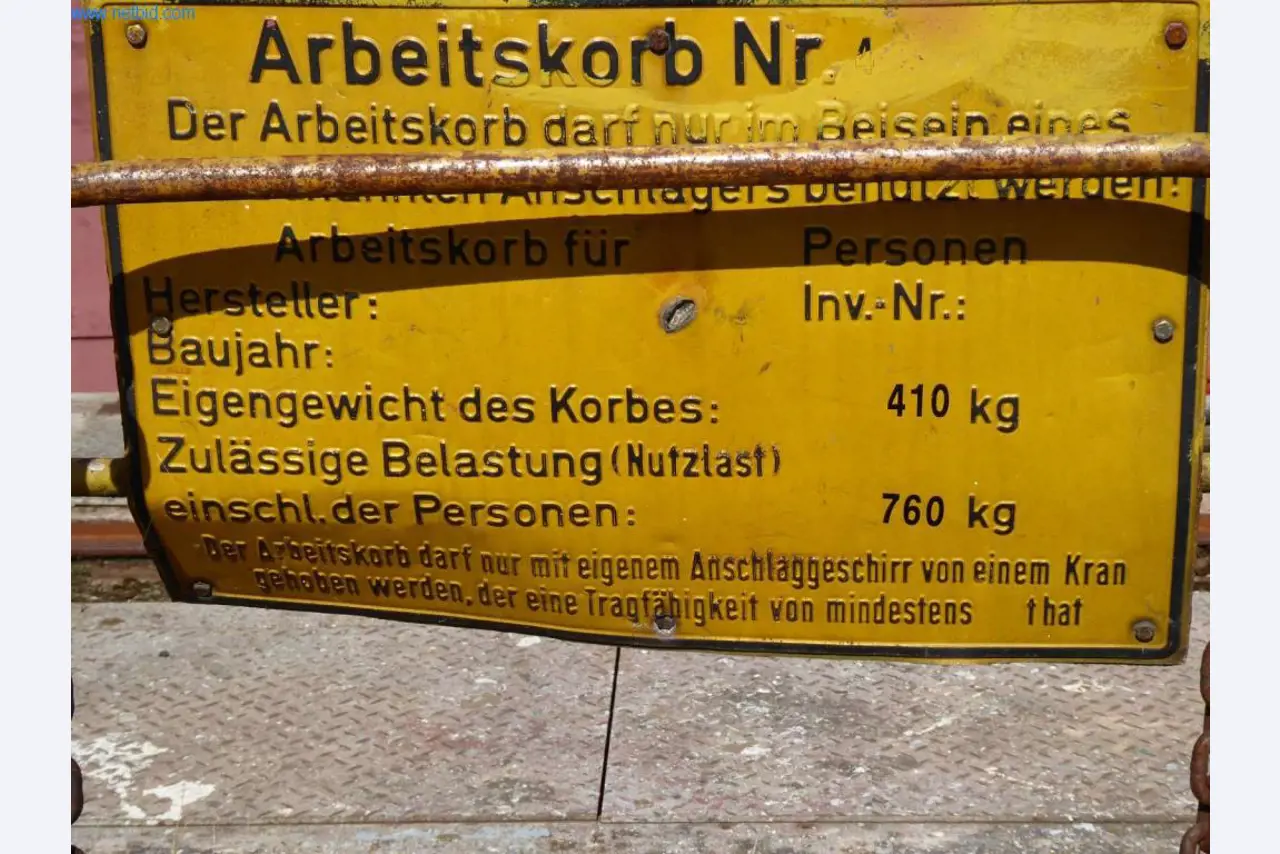 www.netbid.com
Arbeitskorb Nr. 4
Der Arbeitskorb darf nur im Beisein eines
Anschlägers benutzt werden!
Arbeitskorb für Personen
Hersteller: Inv.-Nr.:
Baujahr:
Eigengewicht des Korbes: 410 kg
Zulässige Belastung (Nutzlast)
einschl. der Personen: 760 kg
Der Arbeitskorb darf nur mit eigenem Anschlaggeschirr von einem Kran
gehoben werden, der eine Tragfähigkeit von mindestens t hat